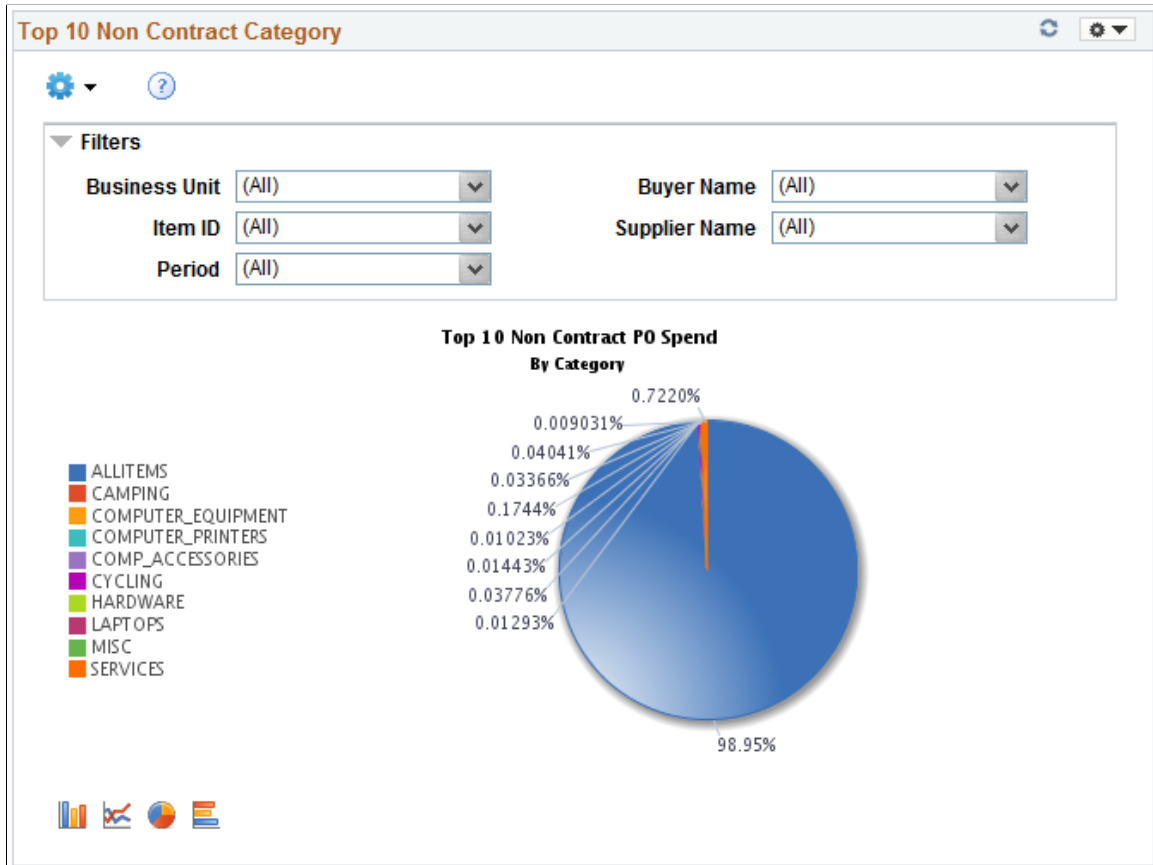 Top 10 Non Contract Category
?
Filters
Business Unit (All) Buyer Name (All)
Item ID (All) Supplier Name (All)
Period (All)
Top 10 Non Contract PO Spend
By Category
0.7220%
0.009031%
0.04041%
0.03366%
0.1744%
0.01023%
0.01443%
0.03776%
0.01293%
98.95%
ALLITEMS
CAMPING
COMPUTER_EQUIPMENT
COMPUTER_PRINTERS
COMP_ACCESSORIES
CYCLING
HARDWARE
LAPTOPS
MISC
SERVICES